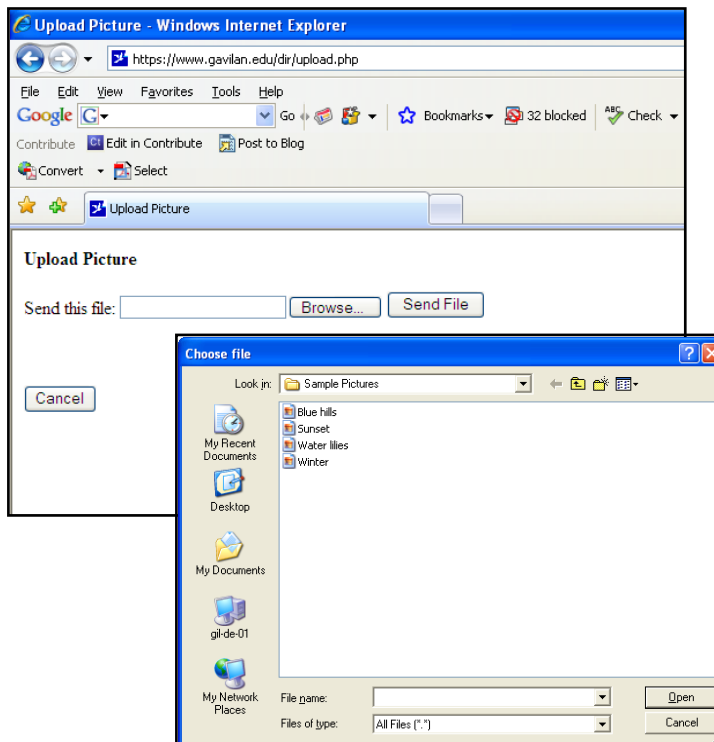 Upload Picture - Windows Internet Explorer
https://www.gavilan.edu/dir/upload.php
File Edit View Favorites Tools Help
Google G Go Bookmarks 32 blocked ABC Check
Contribute Ct Edit in Contribute Post to Blog
Convert Select
Upload Picture
Upload Picture
Send this file: Browse... Send File
Cancel
Choose file
Look in: Sample Pictures
Blue hills
Sunset
Water lilies
Winter
My Recent
Documents
Desktop
My Documents
gil-de-01
My Network
Places
File name: Open
Files of type: All Files (*.*) Cancel